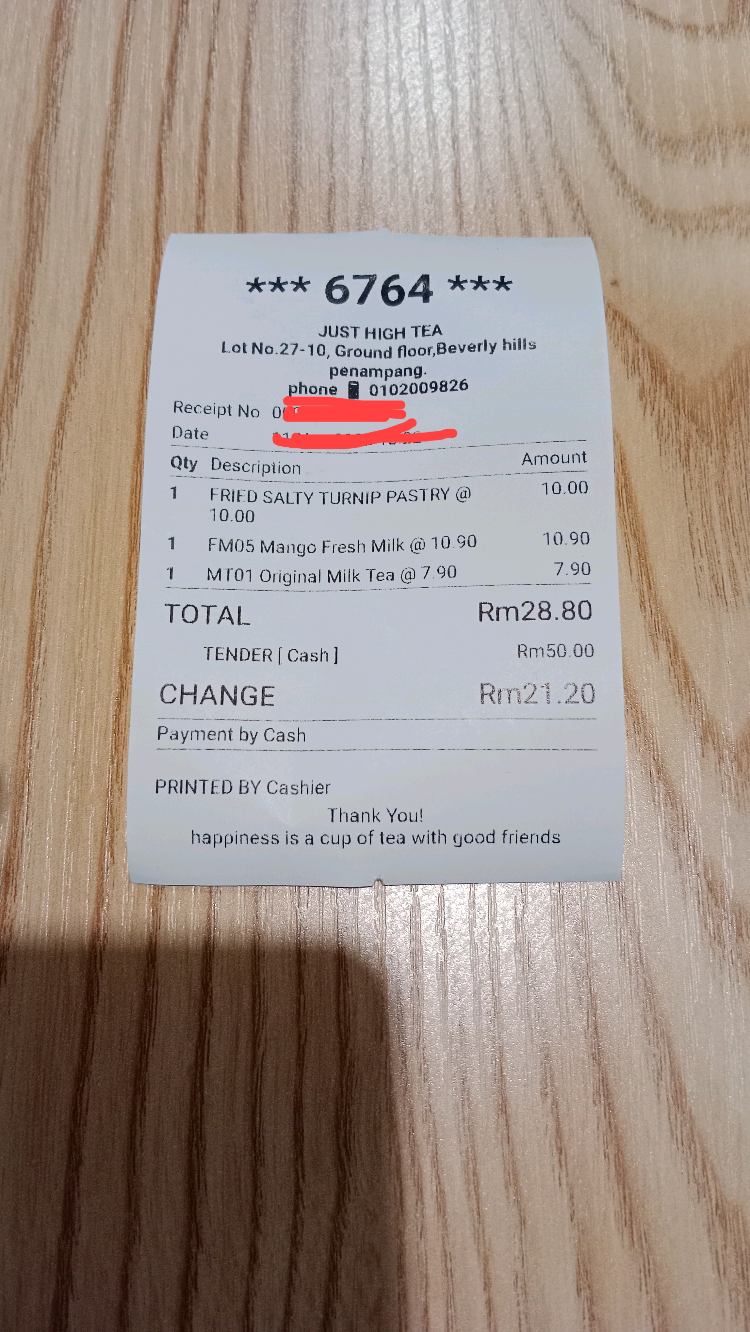 *** 6764 ***
JUST HIGH TEA
Lot No.27-10, Ground floor,Beverly hills
penampang.
phone 0102009826
Receipt No
Date
Qty Description Amount
1 FRIED SALTY TURNIP PASTRY @ 10.00
10.00
1 FM05 Mango Fresh Milk @ 10.90 10.90
1 MT01 Original Milk Tea @ 7.90 7.90
TOTAL Rm28.80
TENDER [ Cash ] Rm50.00
CHANGE Rm21.20
Payment by Cash
PRINTED BY Cashier
Thank You!
happiness is a cup of tea with good friends